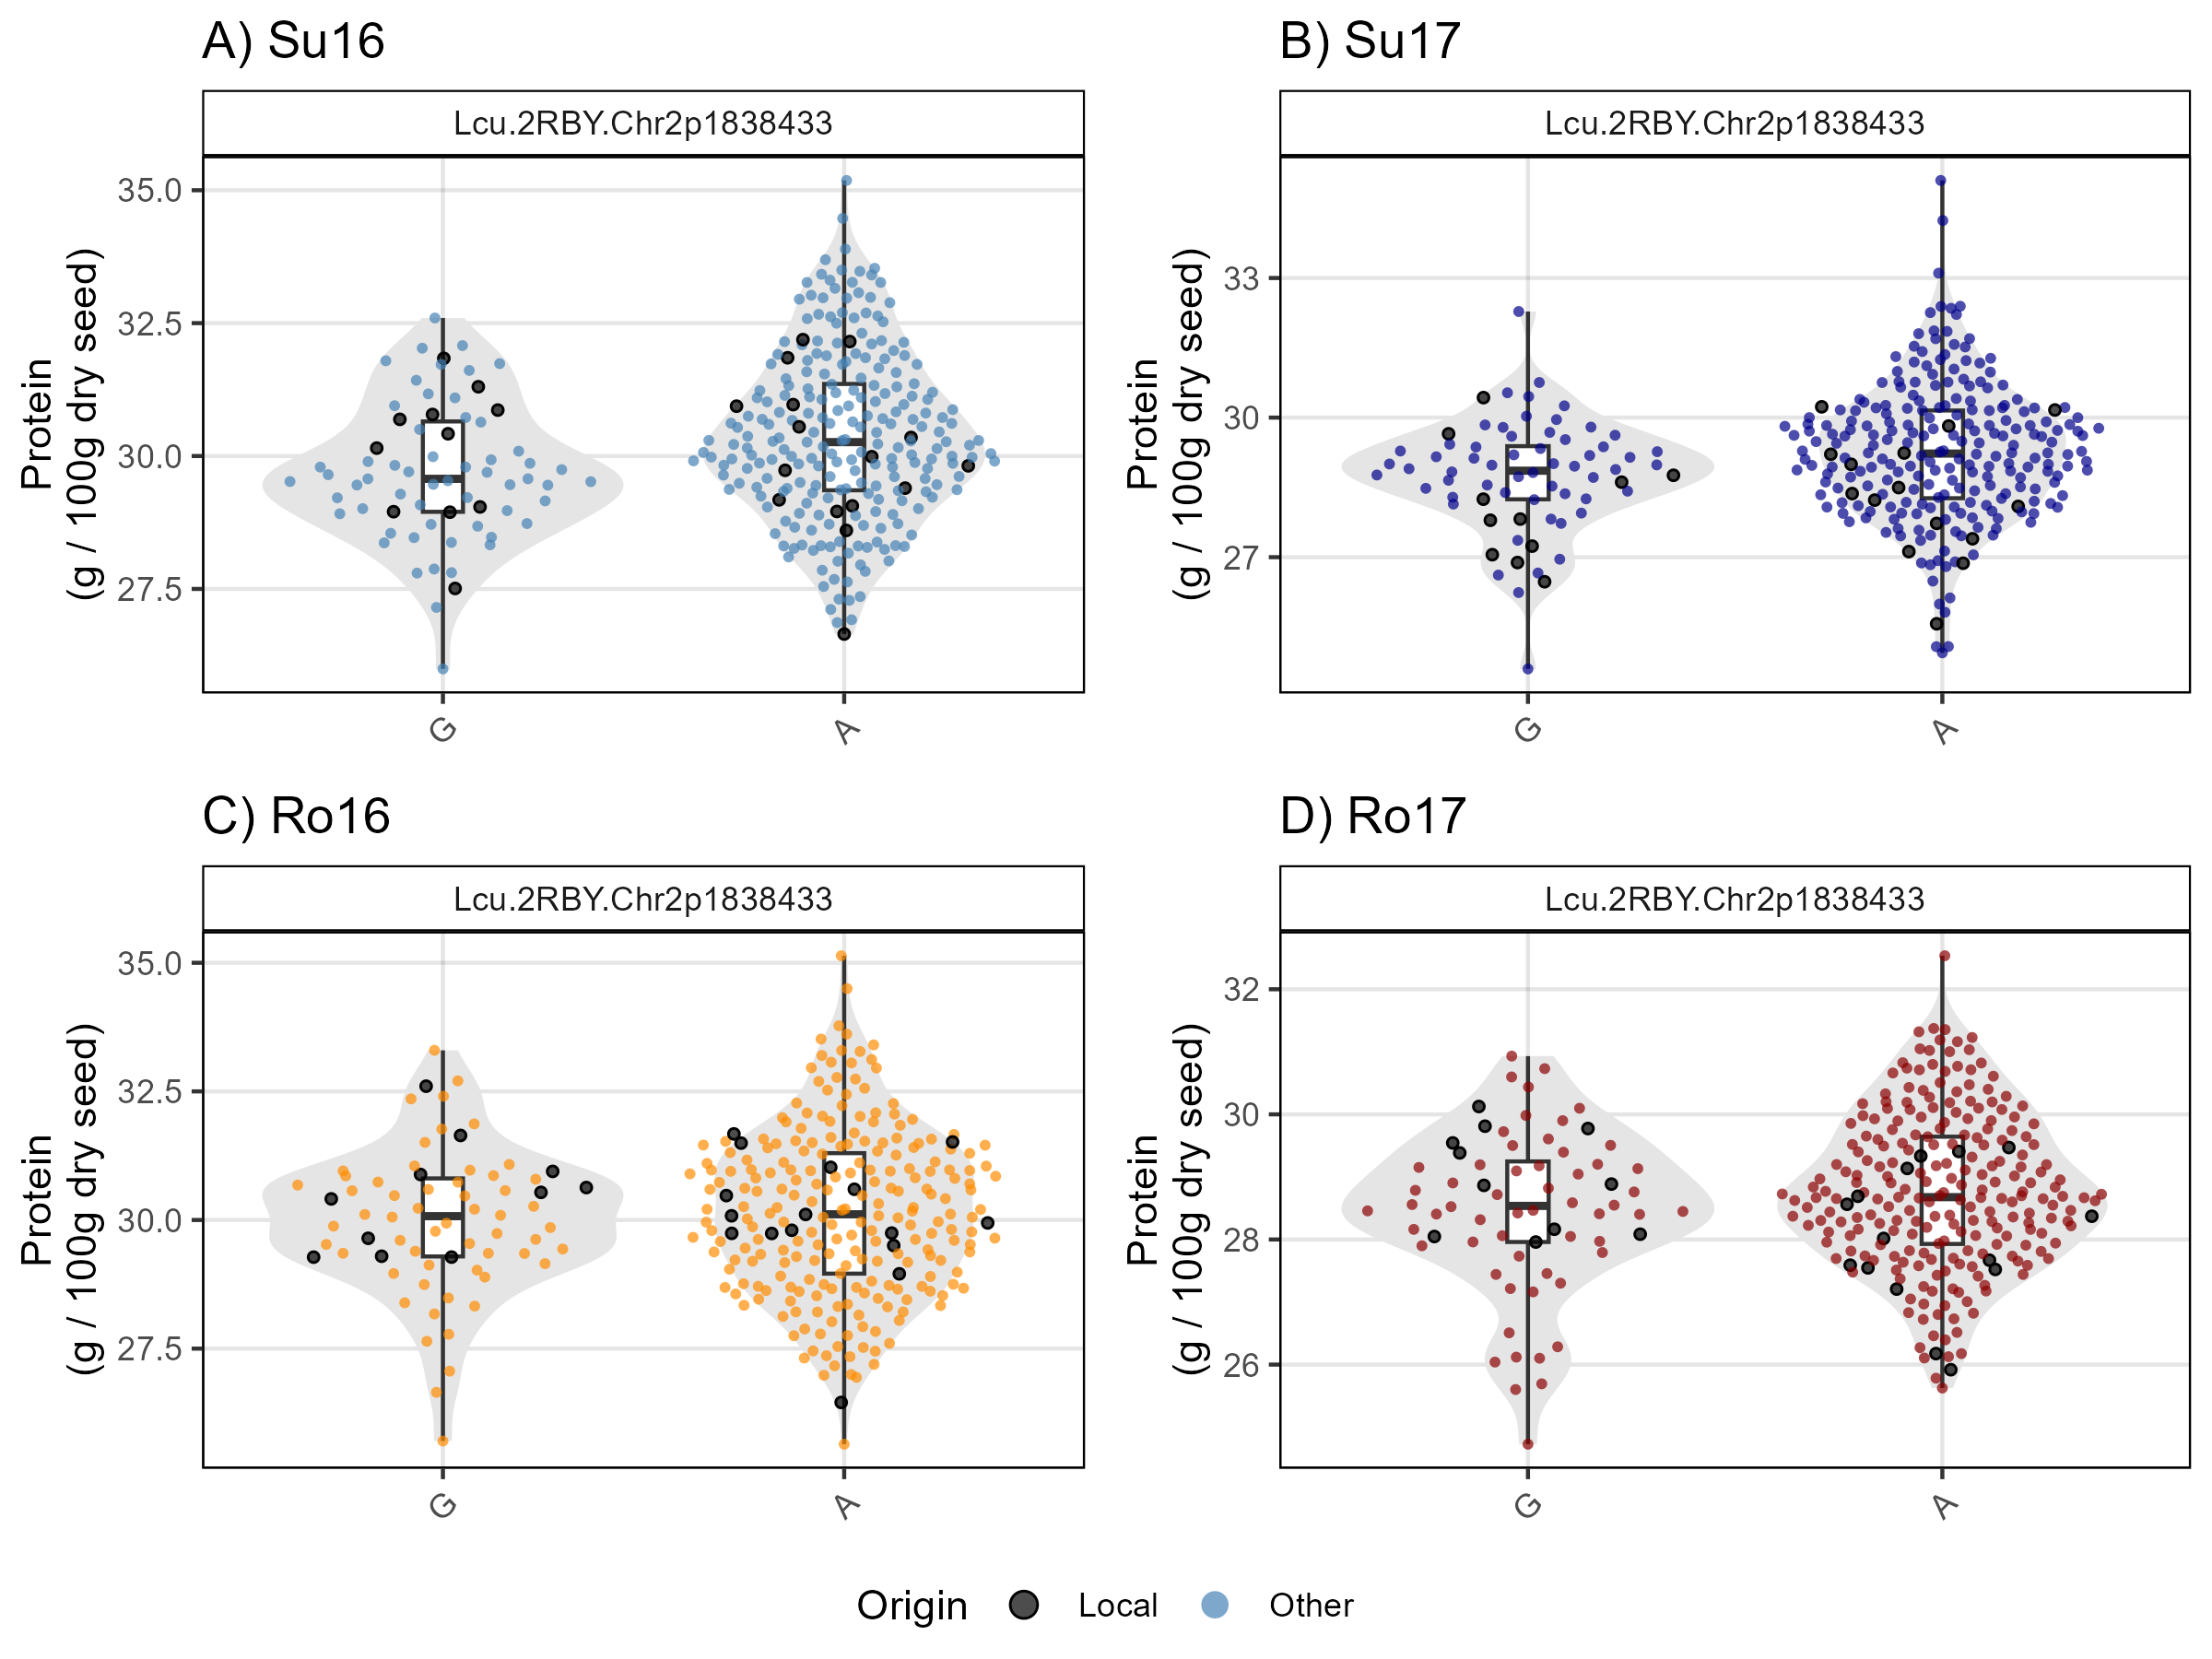 A) Su16
Lcu.2RBY.Chr2p1838433
Protein
(g / 100g dry seed)
35.0
32.5
30.0
27.5
G
A
B) Su17
Lcu.2RBY.Chr2p1838433
Protein
(g / 100g dry seed)
33
30
27
G
A
C) Ro16
Lcu.2RBY.Chr2p1838433
Protein
(g / 100g dry seed)
35.0
32.5
30.0
27.5
G
A
D) Ro17
Lcu.2RBY.Chr2p1838433
Protein
(g / 100g dry seed)
32
30
28
26
G
A
Origin Local Other